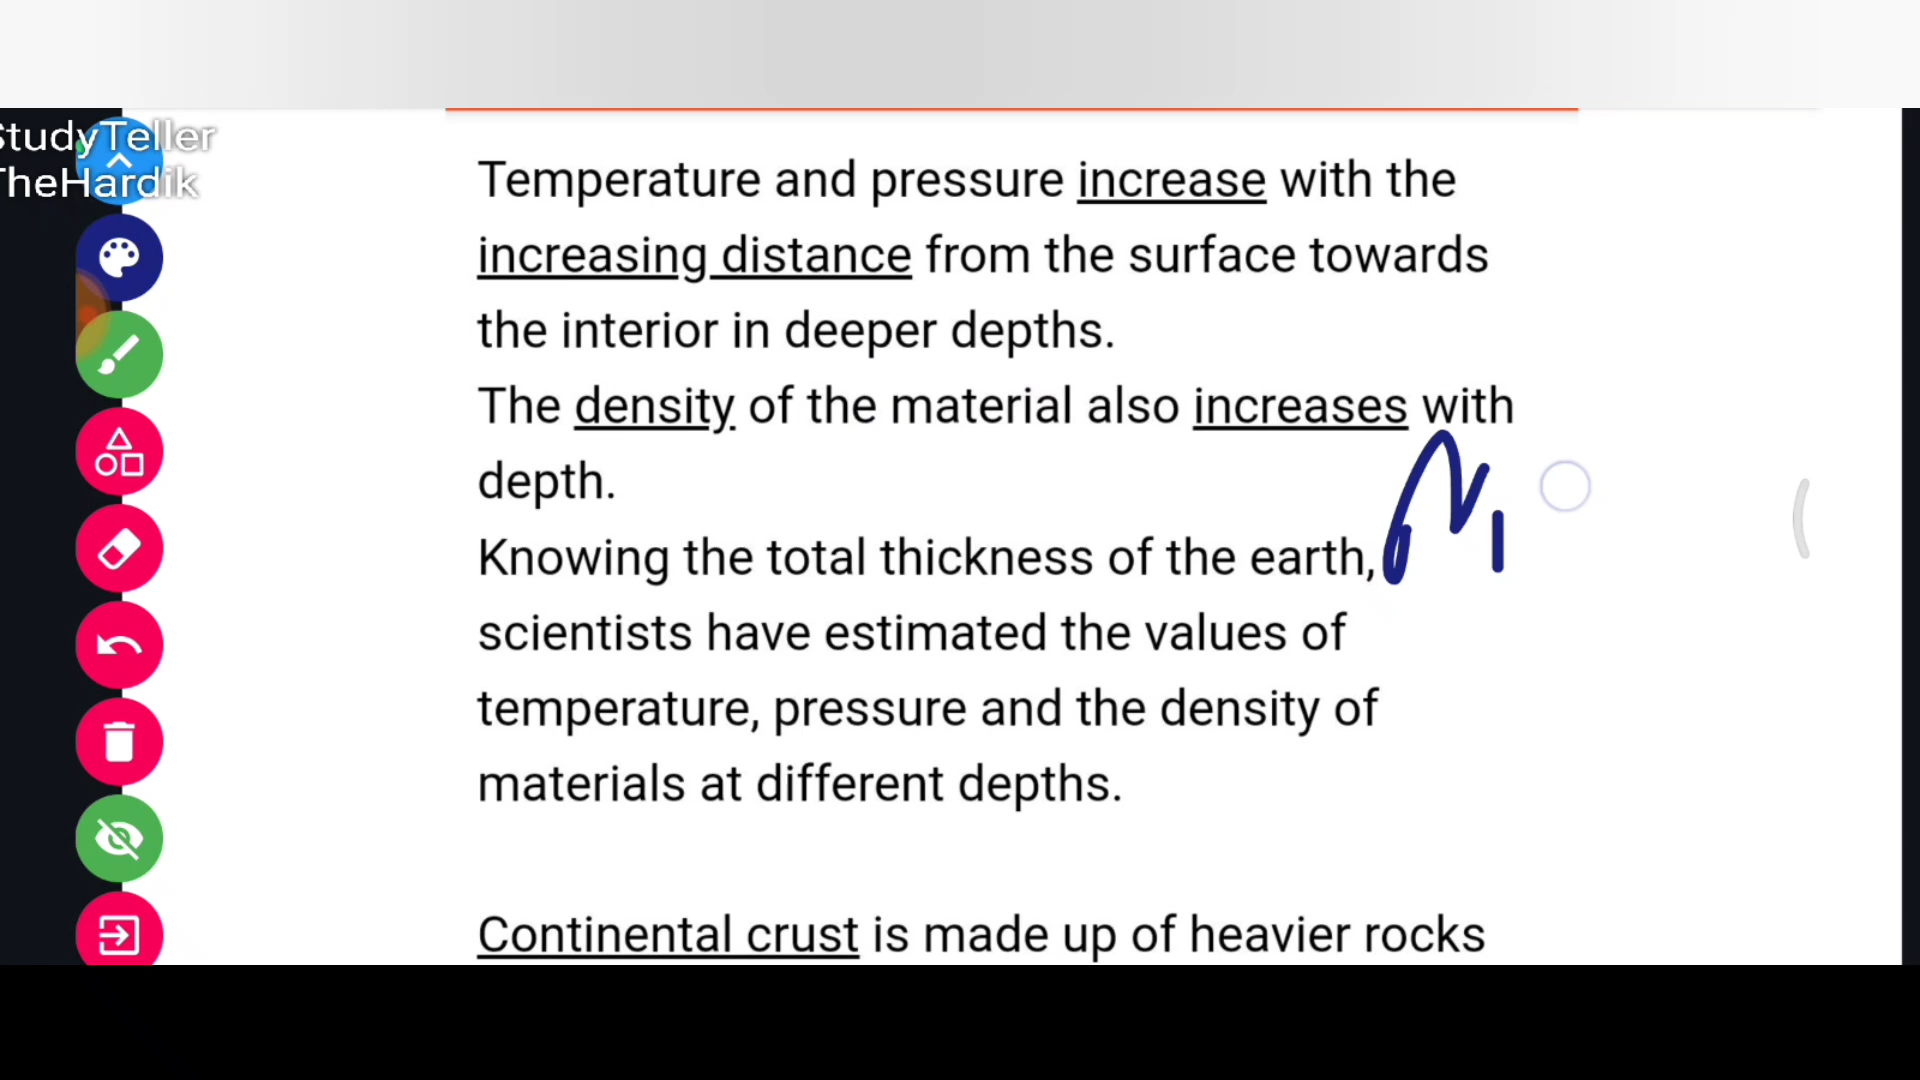 StudyTeller
TheHardik
Temperature and pressure increase with the
increasing distance from the surface towards
the interior in deeper depths.
The density of the material also increases with
depth.
Knowing the total thickness of the earth,
scientists have estimated the values of
temperature, pressure and the density of
materials at different depths.
Continental crust is made up of heavier rocks